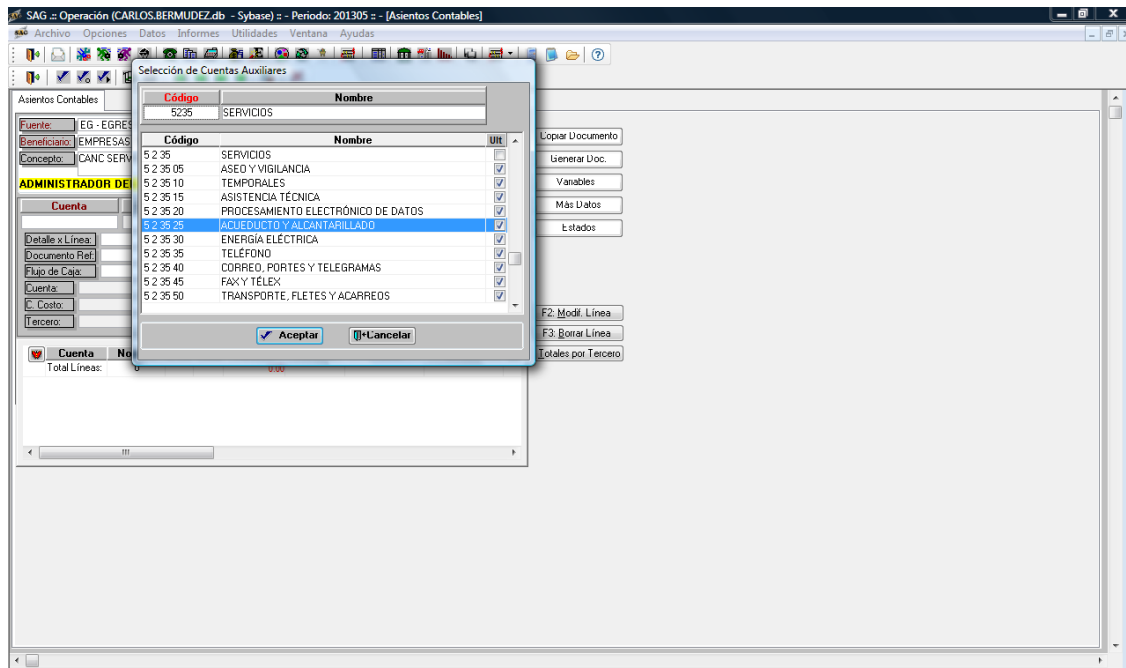 SAG .:: Operación (CARLOS.BERMUDEZ.db - Sybase) :: - Periodo: 201305 :: - [Asientos Contables]
Archivo Opciones Datos Informes Utilidades Ventana Ayudas
Selección de Cuentas Auxiliares
Código Nombre
5235 SERVICIOS
Código Nombre Ult
5 2 35 SERVICIOS
5 2 35 05 ASEO Y VIGILANCIA
5 2 35 10 TEMPORALES
5 2 35 15 ASISTENCIA TÉCNICA
5 2 35 20 PROCESAMIENTO ELECTRÓNICO DE DATOS
5 2 35 25 ACUEDUCTO Y ALCANTARILLADO
5 2 35 30 ENERGÍA ELÉCTRICA
5 2 35 35 TELÉFONO
5 2 35 40 CORREO, PORTES Y TELEGRAMAS
5 2 35 45 FAX Y TÉLEX
5 2 35 50 TRANSPORTE, FLETES Y ACARREOS
Aceptar Cancelar
Asientos Contables
Fuente: EG - EGRES
Beneficiario: EMPRESAS
Concepto: CANC SERV
ADMINISTRADOR DE
Cuenta
Detalle x Línea:
Documento Ref:
Flujo de Caja:
Cuenta:
C. Costo:
Tercero:
Cuenta No
Total Líneas: 0 0.00
Copiar Documento
Generar Doc.
Variables
Más Datos
Estados
F2: Modif. Línea
F3: Borrar Línea
Totales por Tercero